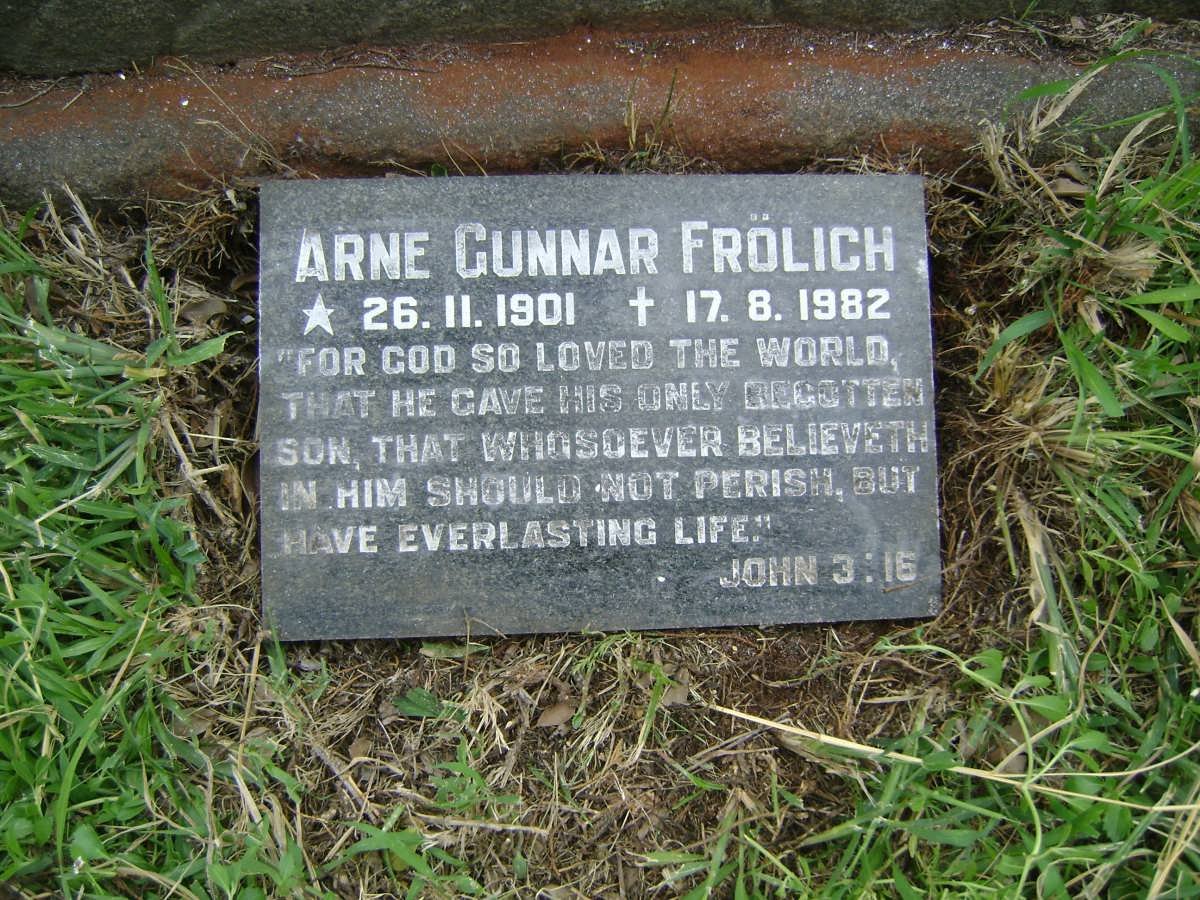 ARNE GUNNAR FRÖLICH
★ 26. 11. 1901 ✝ 17. 8. 1982
"FOR GOD SO LOVED THE WORLD,
THAT HE GAVE HIS ONLY BEGOTTEN
SON, THAT WHOSOEVER BELIEVETH
IN HIM SHOULD NOT PERISH, BUT
HAVE EVERLASTING LIFE."
JOHN 3:16